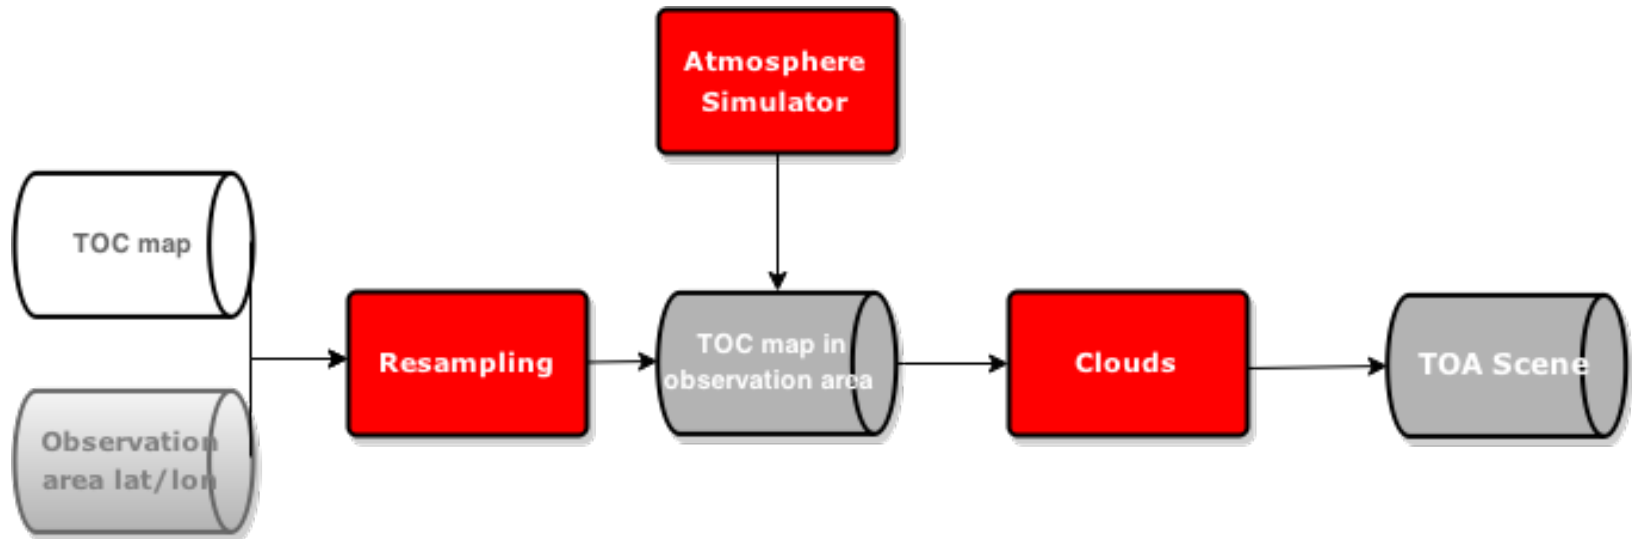 Atmosphere
Simulator
TOC map
Observation
area lat/lon
Resampling
TOC map in
observation area
Clouds
TOA Scene